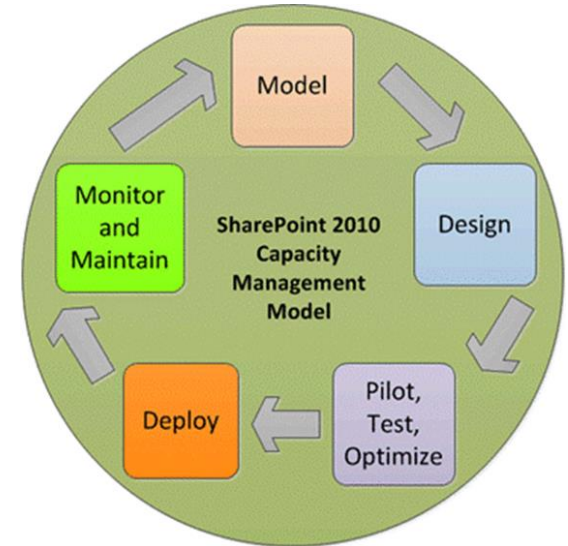 Model
Design
Pilot,
Test,
Optimize
Deploy
Monitor
and
Maintain
SharePoint 2010
Capacity
Management
Model